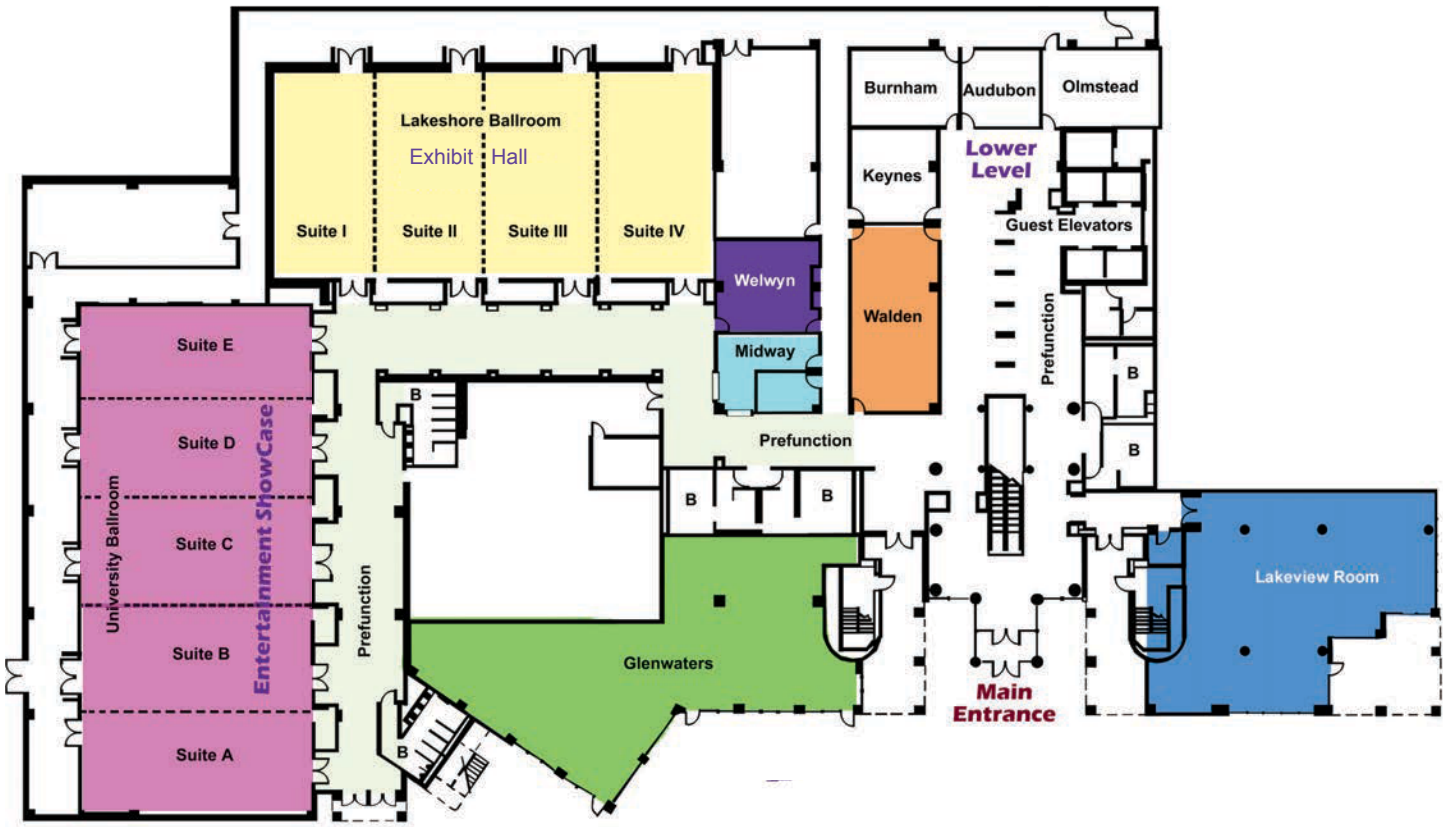 Burnham
Audubon
Olmstead
Lakeshore Ballroom
Exhibit Hall
Lower
Level
Keynes
Suite I
Suite II
Suite III
Suite IV
Guest Elevators
Welwyn
Walden
Prefunction
Suite E
Midway
B
B
Entertainment ShowCase
Suite D
Prefunction
B
B
B
University Ballroom
Suite C
Lakeview Room
Prefunction
Suite B
Glenwaters
Main
Entrance
Suite A
B